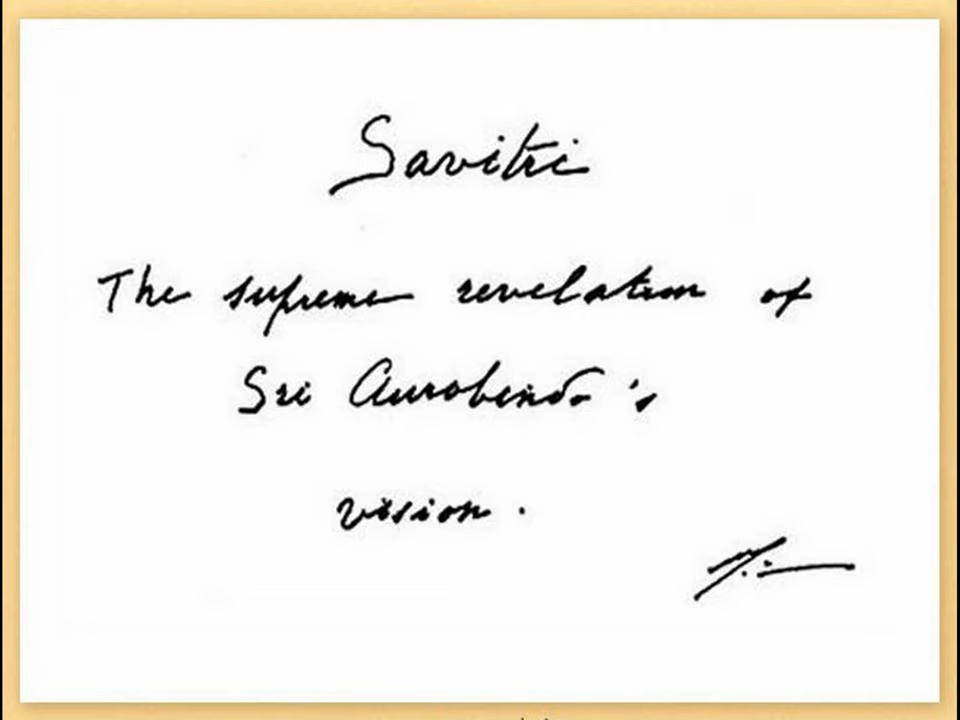 Savitri
The supreme revelation of
Sri Aurobindo's
vision.